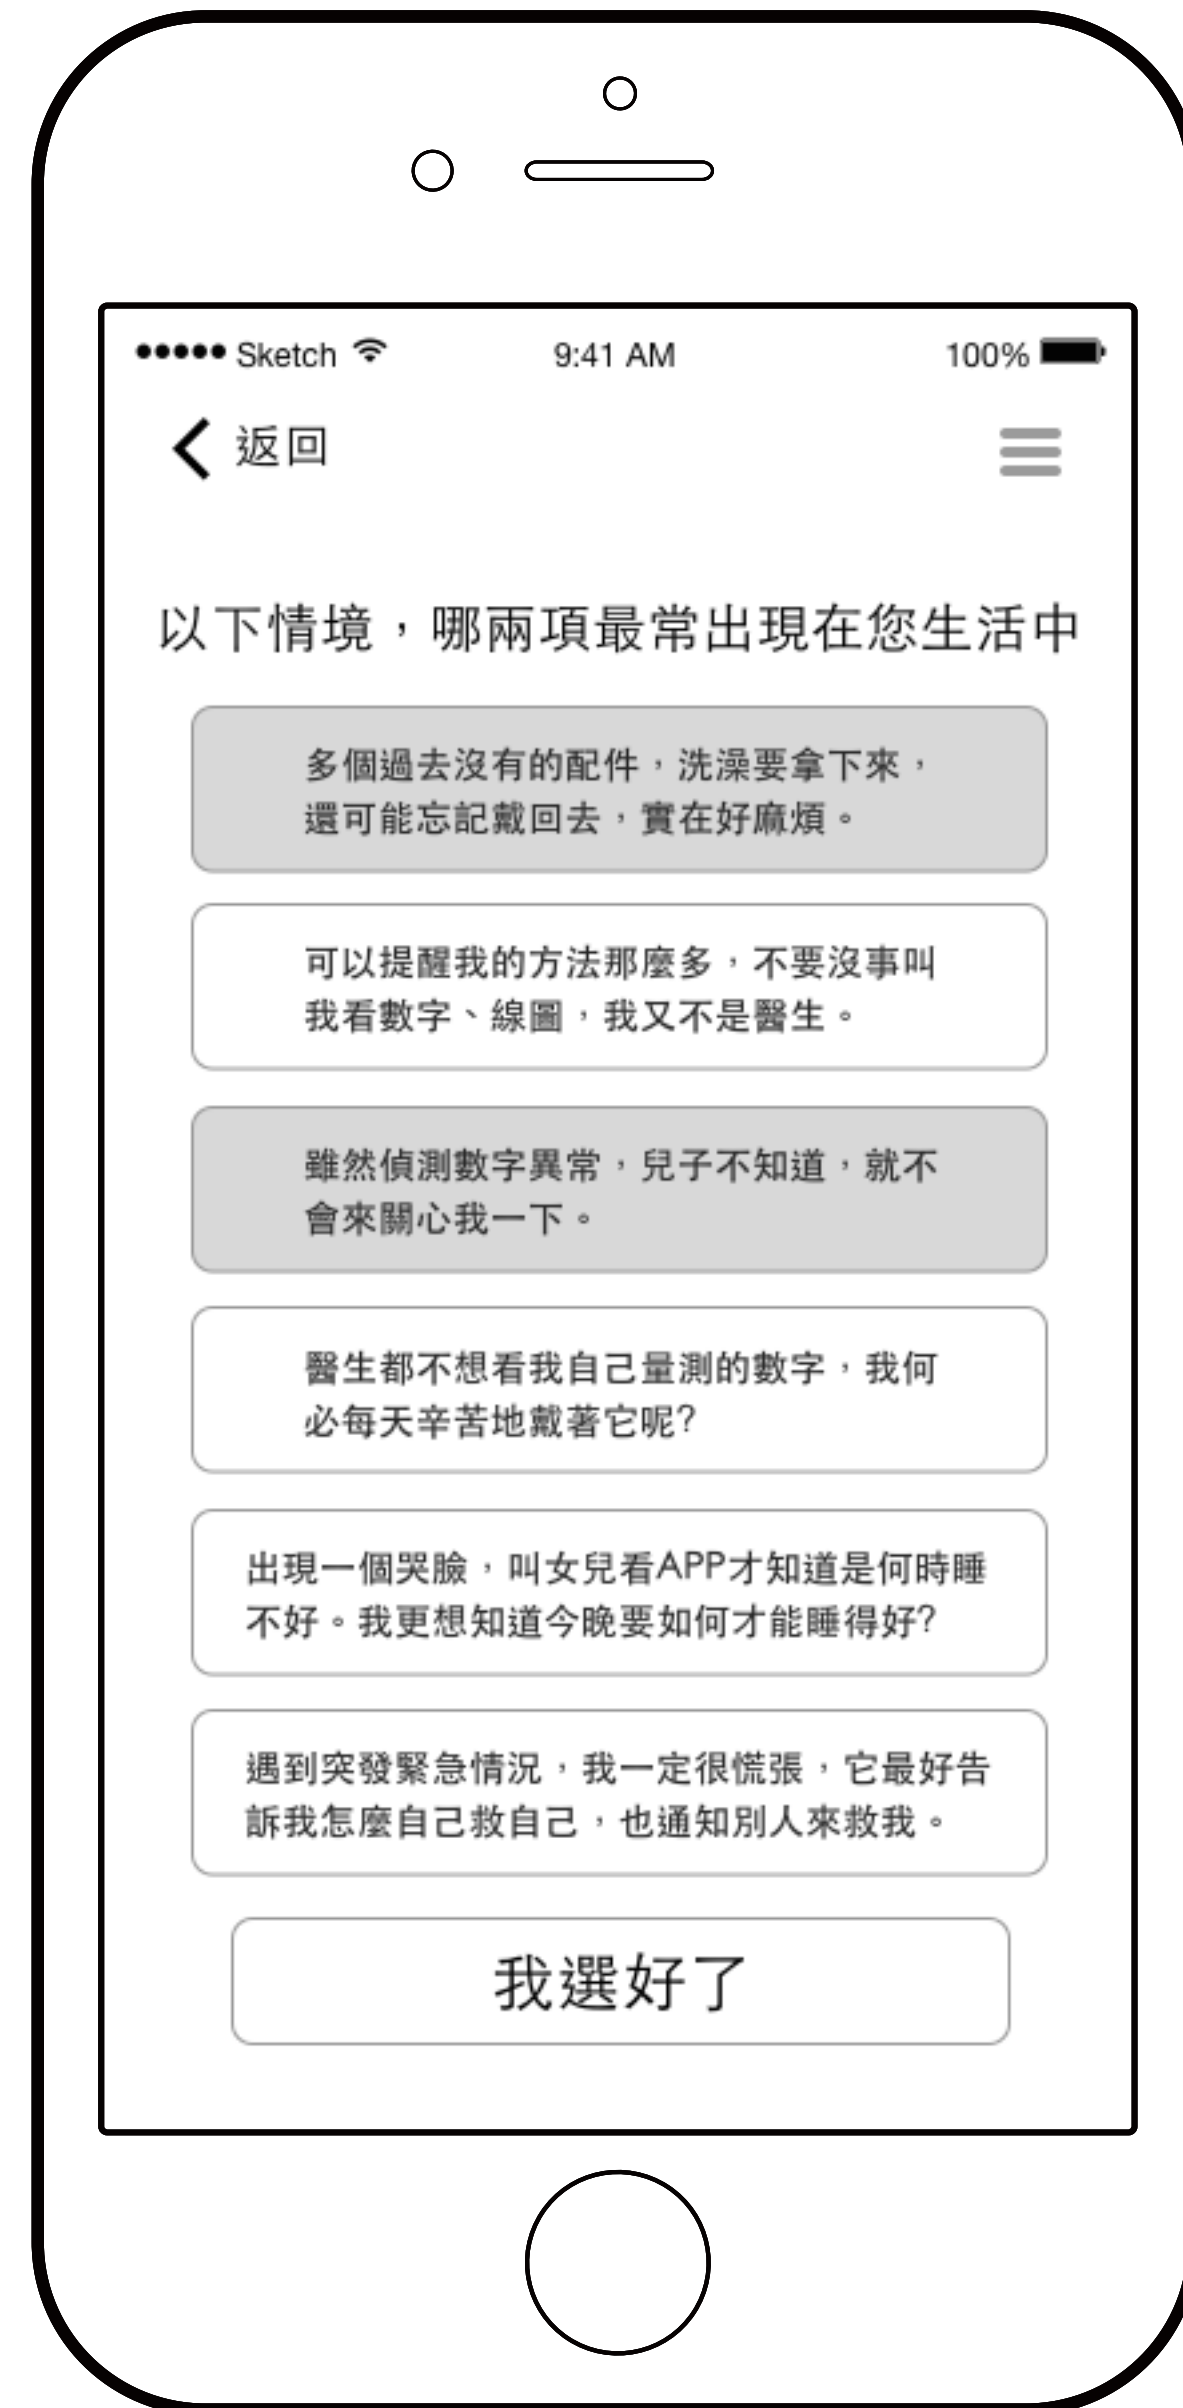 ●●●●● Sketch 9:41 AM 100%
返回
以下情境，哪兩項最常出現在您生活中
多個過去沒有的配件，洗澡要拿下來，
還可能忘記戴回去，實在好麻煩。
可以提醒我的方法那麼多，不要沒事叫
我看數字、線圖，我又不是醫生。
雖然偵測數字異常，兒子不知道，就不
會來關心我一下。
醫生都不想看我自己量測的數字，我何
必每天辛苦地戴著它呢?
出現一個哭臉，叫女兒看APP才知道是何時睡
不好。我更想知道今晚要如何才能睡得好?
遇到突發緊急情況，我一定很慌張，它最好告
訴我怎麼自己救自己，也通知別人來救我。
我選好了